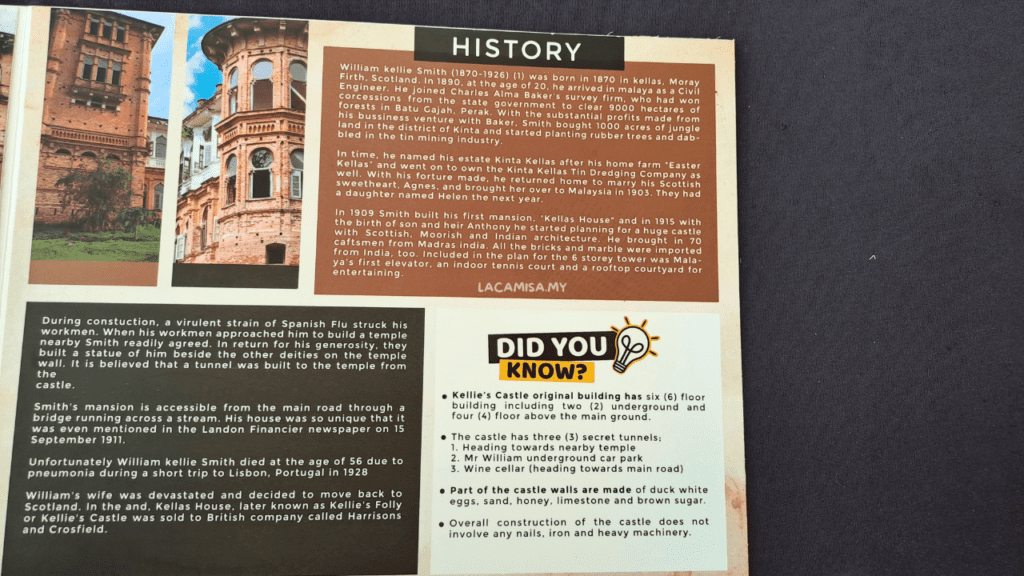 HISTORY
William kellie Smith (1870-1926) (1) was born in 1870 in kellas, Moray
Firth, Scotland. In 1890, at the age of 20, he arrived in malaya as a Civil
Engineer. He joined Charles Alma Baker's survey firm, who had won
concessions from the state government to clear 9000 hectares of
forests in Batu Gajah, Perak. With the substantial profits made from
his bussiness venture with Baker, Smith bought 1000 acres of jungle
land in the district of Kinta and started planting rubber trees and dab-
bled in the tin mining industry.
In time, he named his estate Kinta Kellas after his home farm "Easter
Kellas" and went on to own the Kinta Kellas Tin Dredging Company as
well. With his forture made, he returned home to marry his Scottish
sweetheart, Agnes, and brought her over to Malaysia in 1903. They had
a daughter named Helen the next year.
In 1909 Smith built his first mansion, "Kellas House" and in 1915 with
the birth of son and heir Anthony he started planning for a huge castle
with Scottish, Moorish and Indian architecture. He brought in 70
caftsmen from Madras india. All the bricks and marble were imported
from India, too. Included in the plan for the 6 storey tower was Mala-
ya's first elevator, an indoor tennis court and a rooftop courtyard for
entertaining.
LACAMISA.MY
During constuction, a virulent strain of Spanish Flu struck his
workmen. When his workmen approached him to build a temple
nearby Smith readily agreed. In return for his generosity, they
built a statue of him beside the other deities on the temple
wall. It is believed that a tunnel was built to the temple from
the
castle.
Smith's mansion is accessible from the main road through a
bridge running across a stream. His house was so unique that it
was even mentioned in the Landon Financier newspaper on 15
September 1911.
Unfortunately William kellie Smith died at the age of 56 due to
pneumonia during a short trip to Lisbon, Portugal in 1928
William's wife was devastated and decided to move back to
Scotland. In the and, Kellas House, later known as Kellie's Folly
or Kellie's Castle was sold to British company called Harrisons
and Crosfield.
DID YOU
KNOW?
• Kellie's Castle original building has six (6) floor
building including two (2) underground and
four (4) floor above the main ground.
• The castle has three (3) secret tunnels;
1. Heading towards nearby temple
2. Mr William underground car park
3. Wine cellar (heading towards main road)
• Part of the castle walls are made of duck white
eggs, sand, honey, limestone and brown sugar.
• Overall construction of the castle does not
involve any nails, iron and heavy machinery.